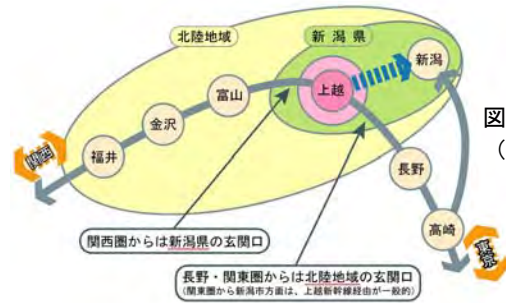 北陸地域
新潟県
新潟
上越
富山
金沢
福井
関西
長野
高崎
東京
関西圏からは新潟県の玄関口
長野・関東圏からは北陸地域の玄関口
(関東圏から新潟市方面は、上越新幹線経由が一般的)
図
(